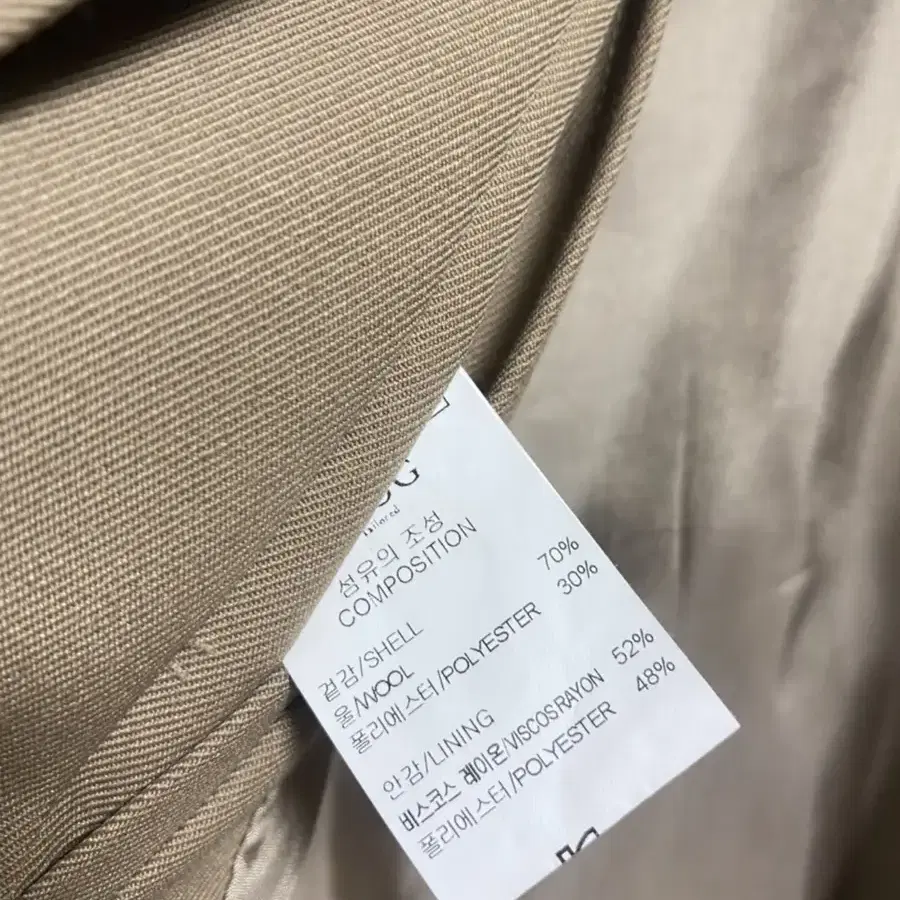 Tailored
섬유의 조성
COMPOSITION
겉감/SHELL
울/WOOL 70%
폴리에스터/POLYESTER 30%
안감/LINING
비스코스 레이온/VISCOSRAYON 52%
폴리에스터/POLYESTER 48%